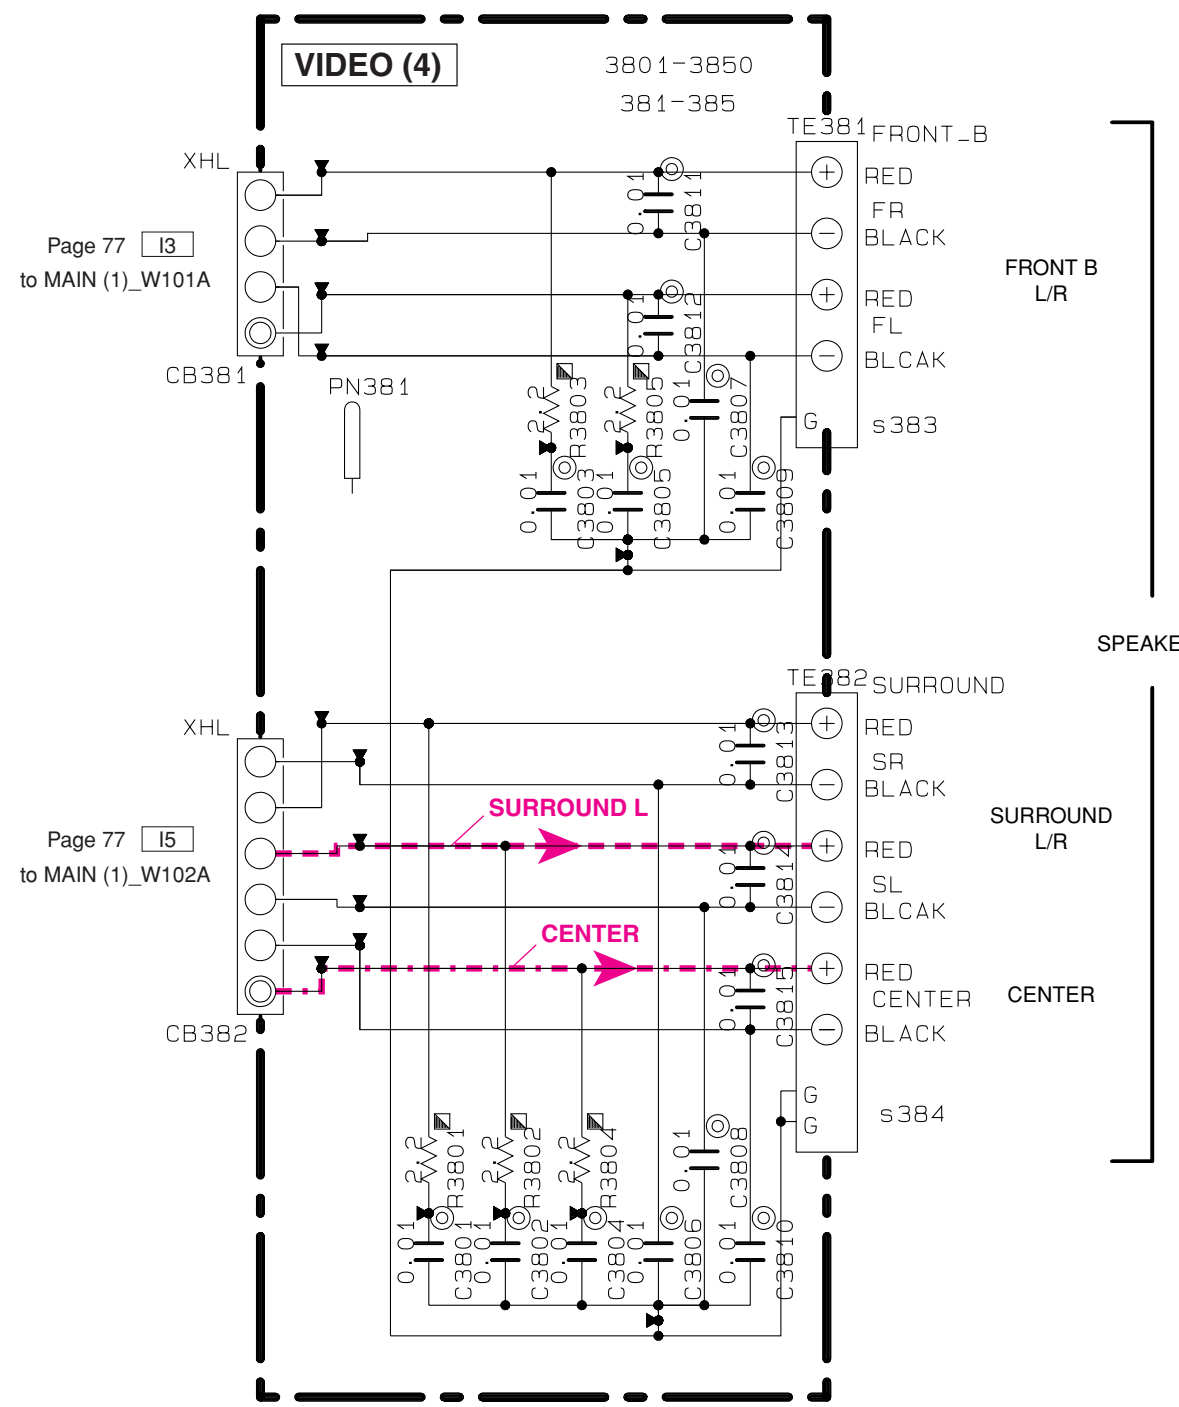 VIDEO (4)
3801-3850
381-385
TE381
FRONT_B
XHL
RED
FR
BLACK
Page 77 I3
to MAIN (1)_W101A
RED
FL
BLCAK
FRONT B
L/R
CB381
PN381
G
s383
0.01
C3811
0.01
C3812
2.2
R3803
2.2
R3805
0.01
C3807
0.01
C3803
0.01
C3805
0.01
C3809
SPEAKE
TE382
SURROUND
XHL
RED
SR
BLACK
0.01
C3813
SURROUND L
Page 77 I5
to MAIN (1)_W102A
RED
SL
BLCAK
SURROUND
L/R
0.01
C3814
CENTER
RED
CENTER
BLACK
CENTER
0.01
C3815
CB382
G
G
s384
2.2
R3801
2.2
R3802
2.2
R3804
0.01
C3808
0.01
C3801
0.01
C3802
0.01
C3804
0.01
C3806
0.01
C3810